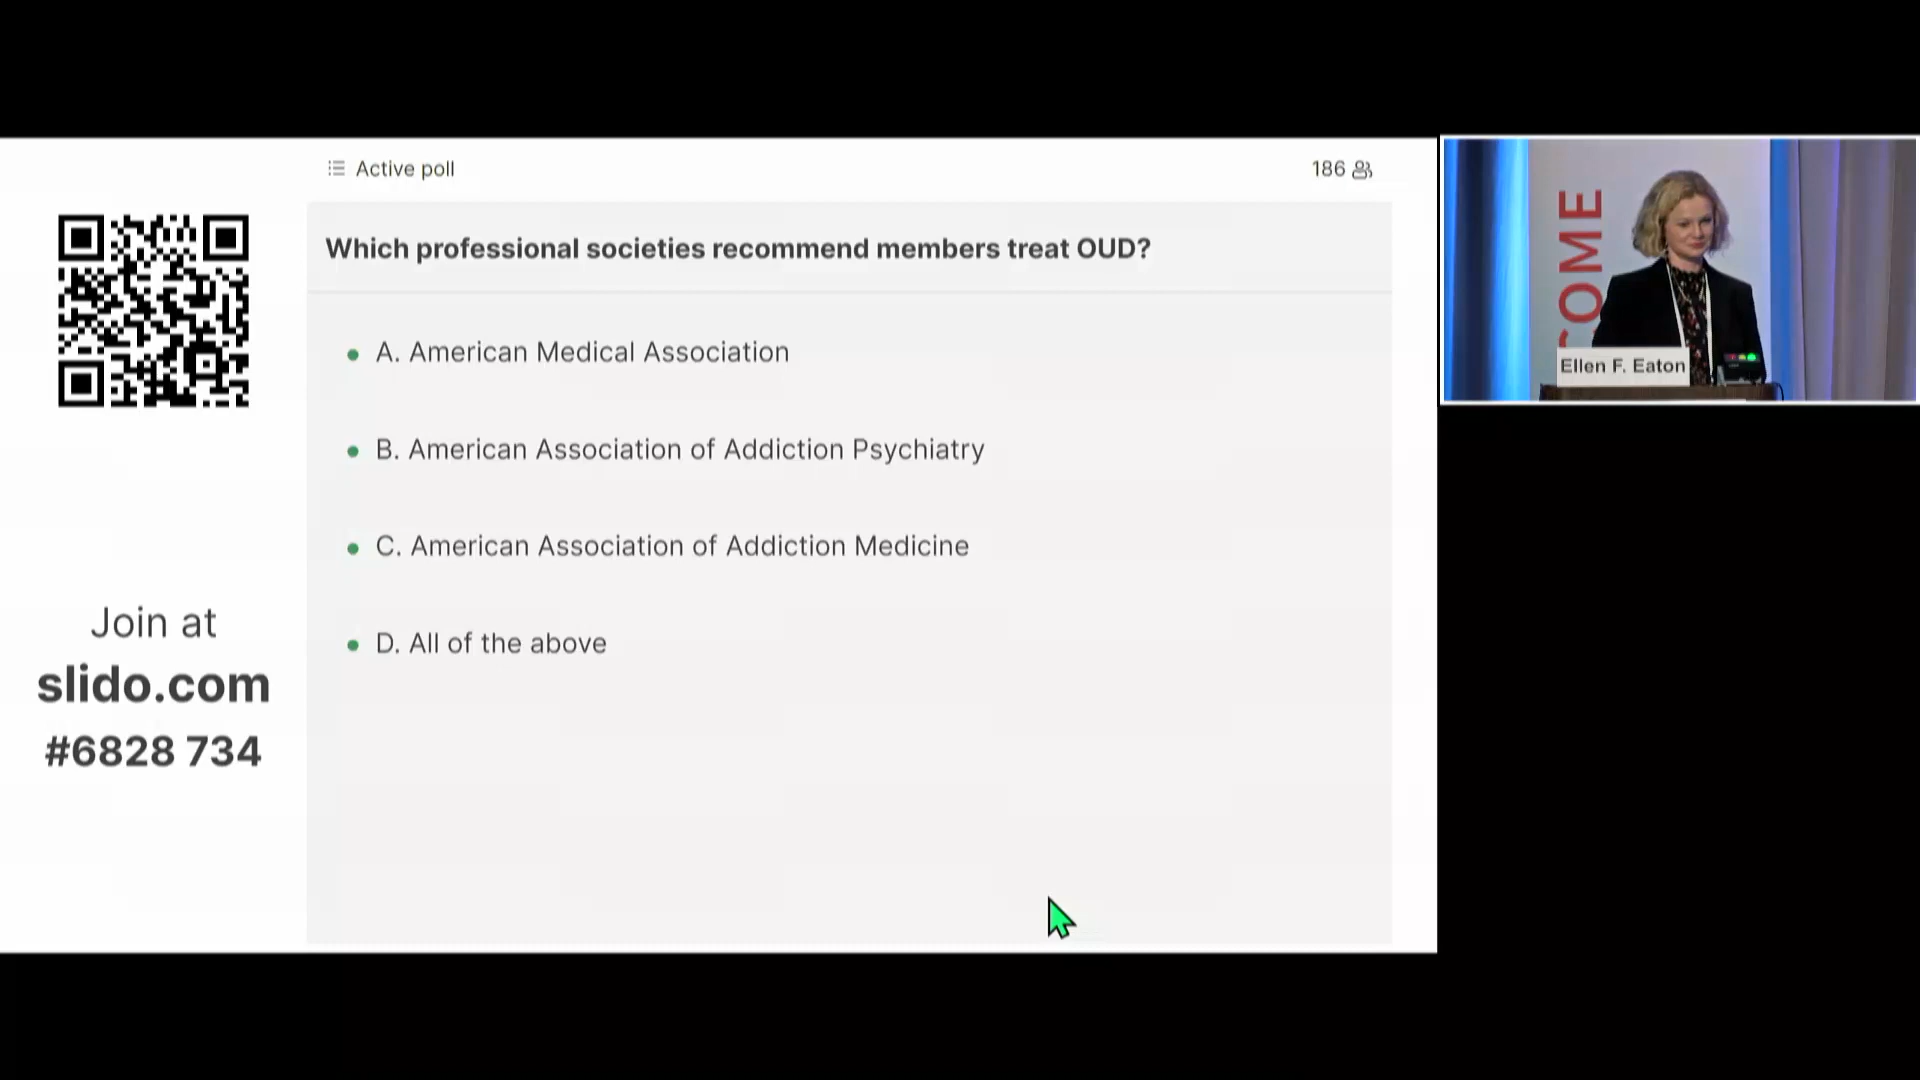 Active poll
186
Which professional societies recommend members treat OUD?
A. American Medical Association
B. American Association of Addiction Psychiatry
C. American Association of Addiction Medicine
D. All of the above
Join at
slido.com
#6828 734
OME
Ellen F. Eaton